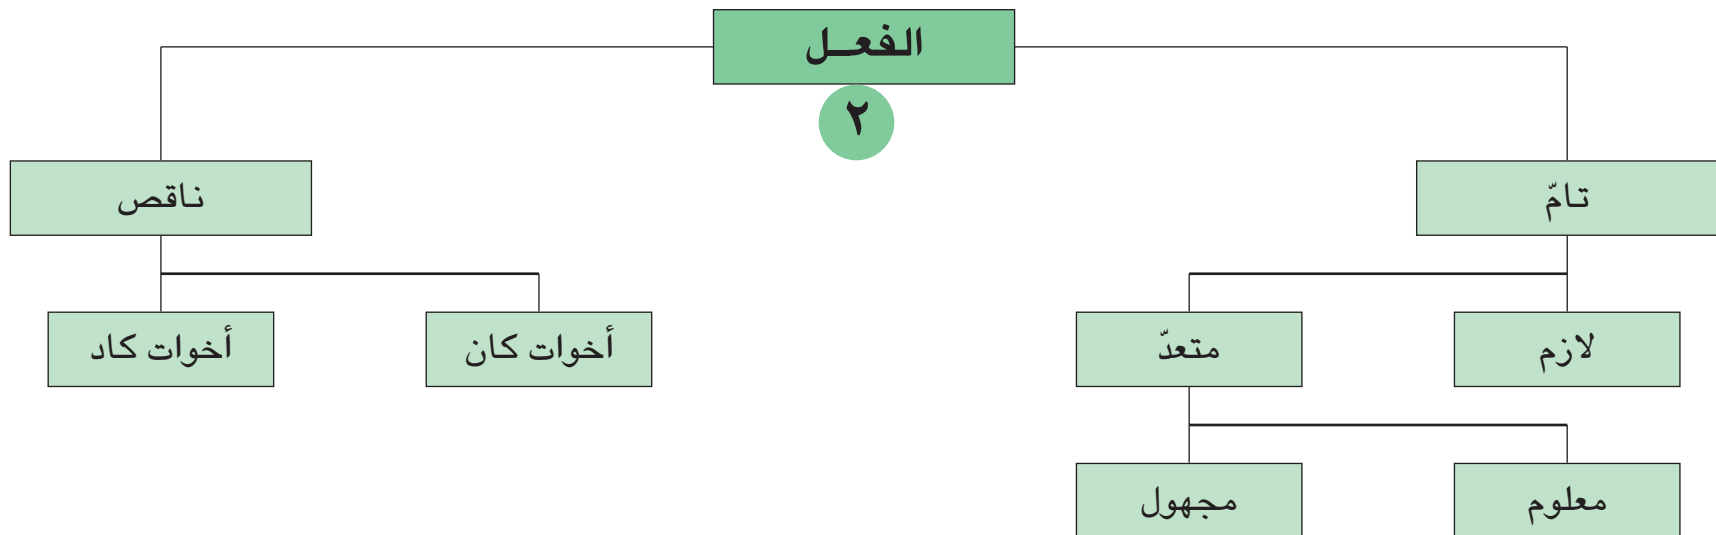 الفعـل
٢
تامّ
ناقص
لازم
متعدّ
أخوات كان
أخوات كاد
معلوم
مجهول